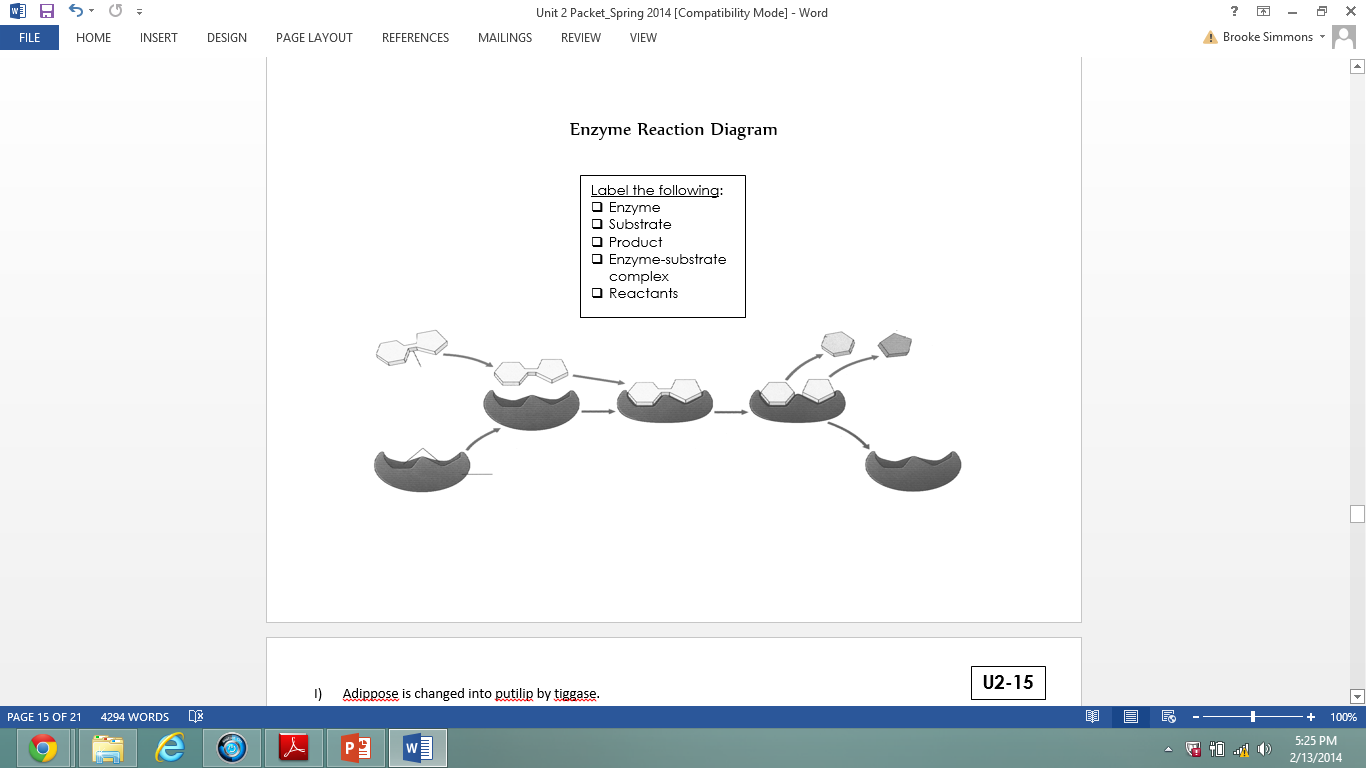 Unit 2 Packet_Spring 2014 [Compatibility Mode] - Word
FILE HOME INSERT DESIGN PAGE LAYOUT REFERENCES MAILINGS REVIEW VIEW
Brooke Simmons
Enzyme Reaction Diagram
Label the following:
Enzyme
Substrate
Product
Enzyme-substrate
complex
Reactants
U2-15
I) Adippose is changed into putilip by tiggase.
PAGE 15 OF 21 4294 WORDS
100%
5:25 PM
2/13/2014